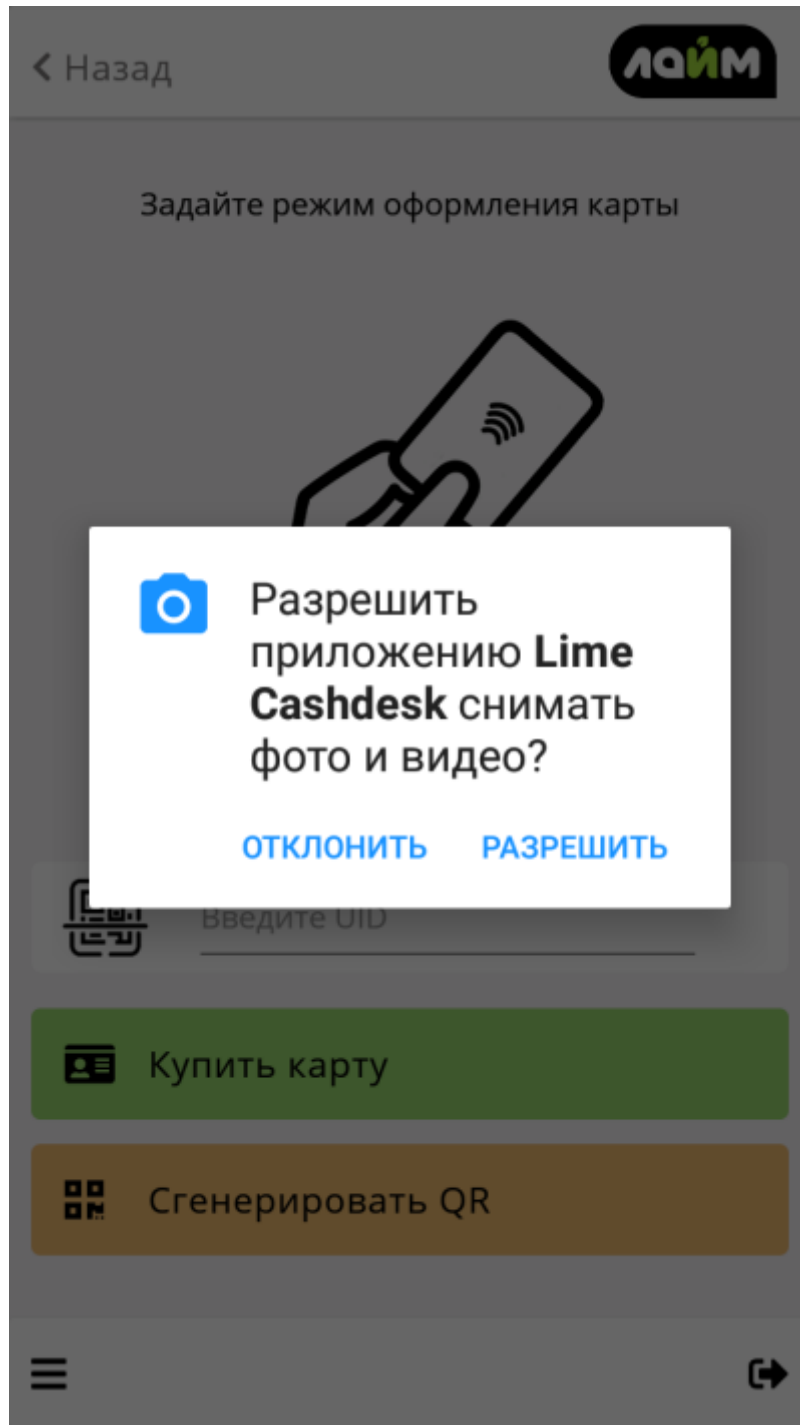 Назад
лайм
Задайте режим оформления карты
Разрешить
приложению Lime
Cashdesk снимать
фото и видео?
ОТКЛОНИТЬ РАЗРЕШИТЬ
Введите UID
Купить карту
Сгенерировать QR